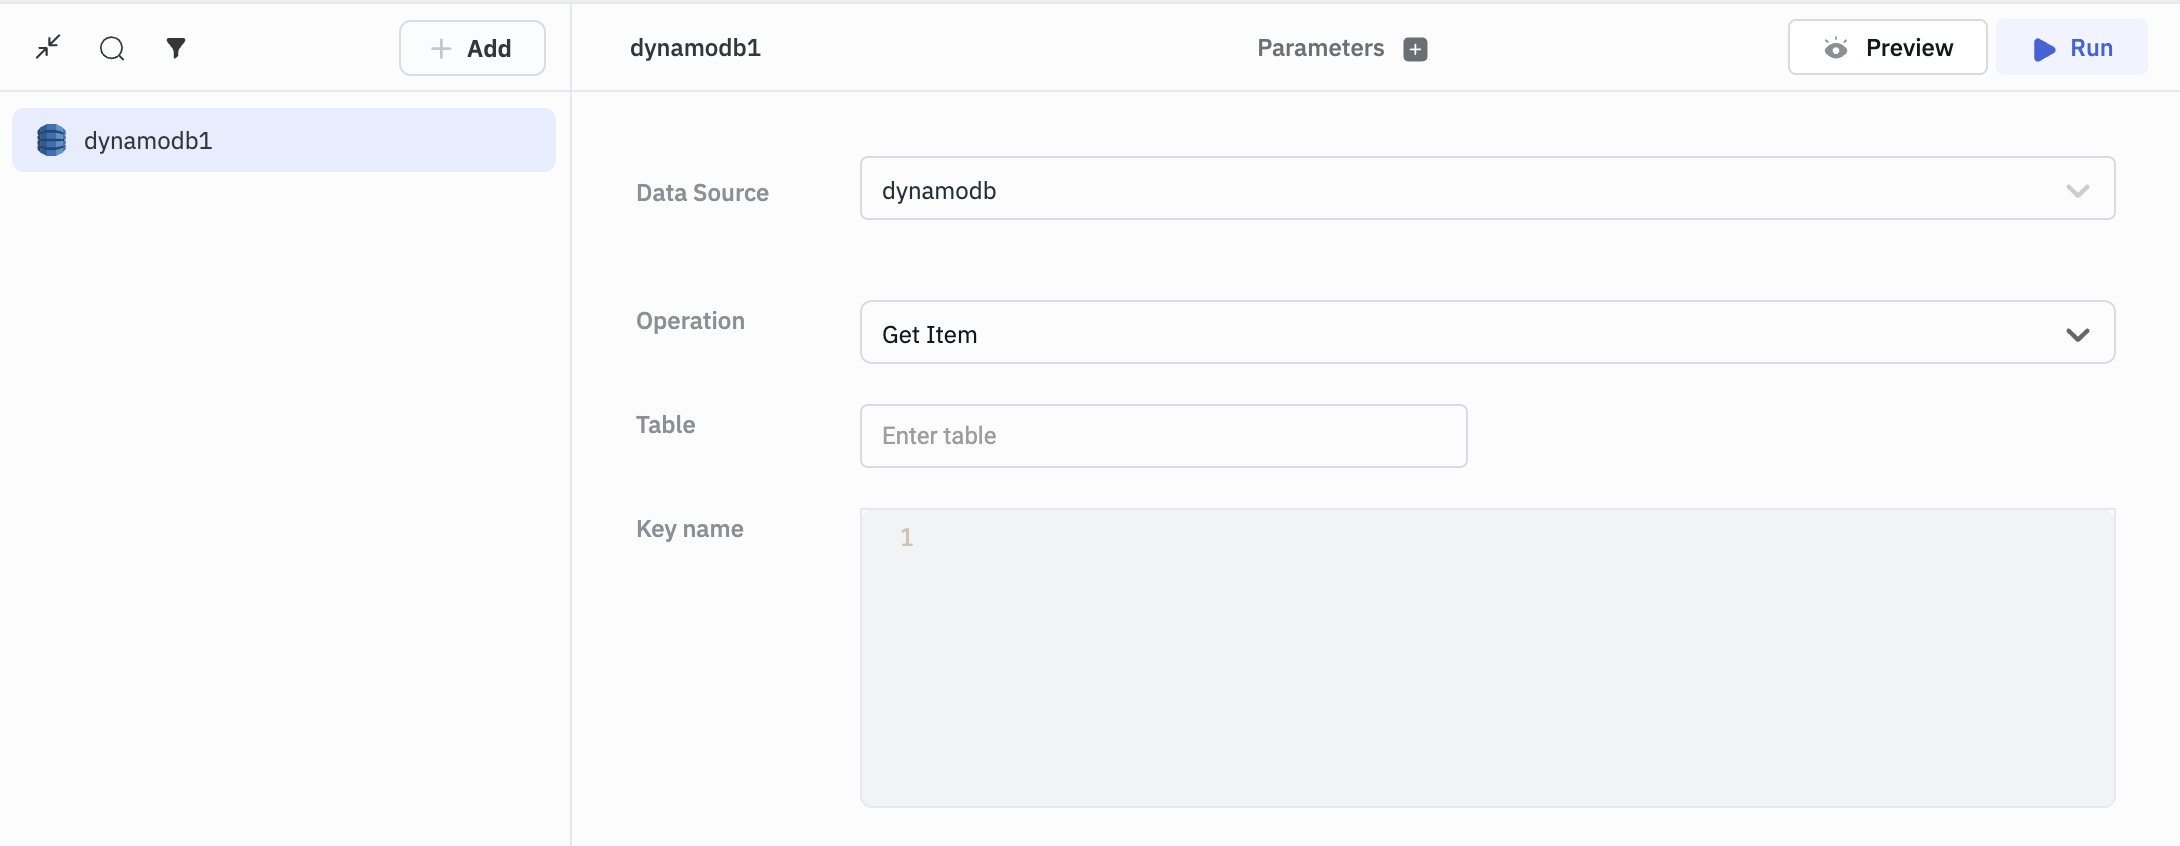 Add
dynamodb1
Parameters
Preview
Run
dynamodb1
Data Source
dynamodb
Operation
Get Item
Table
Enter table
Key name
1